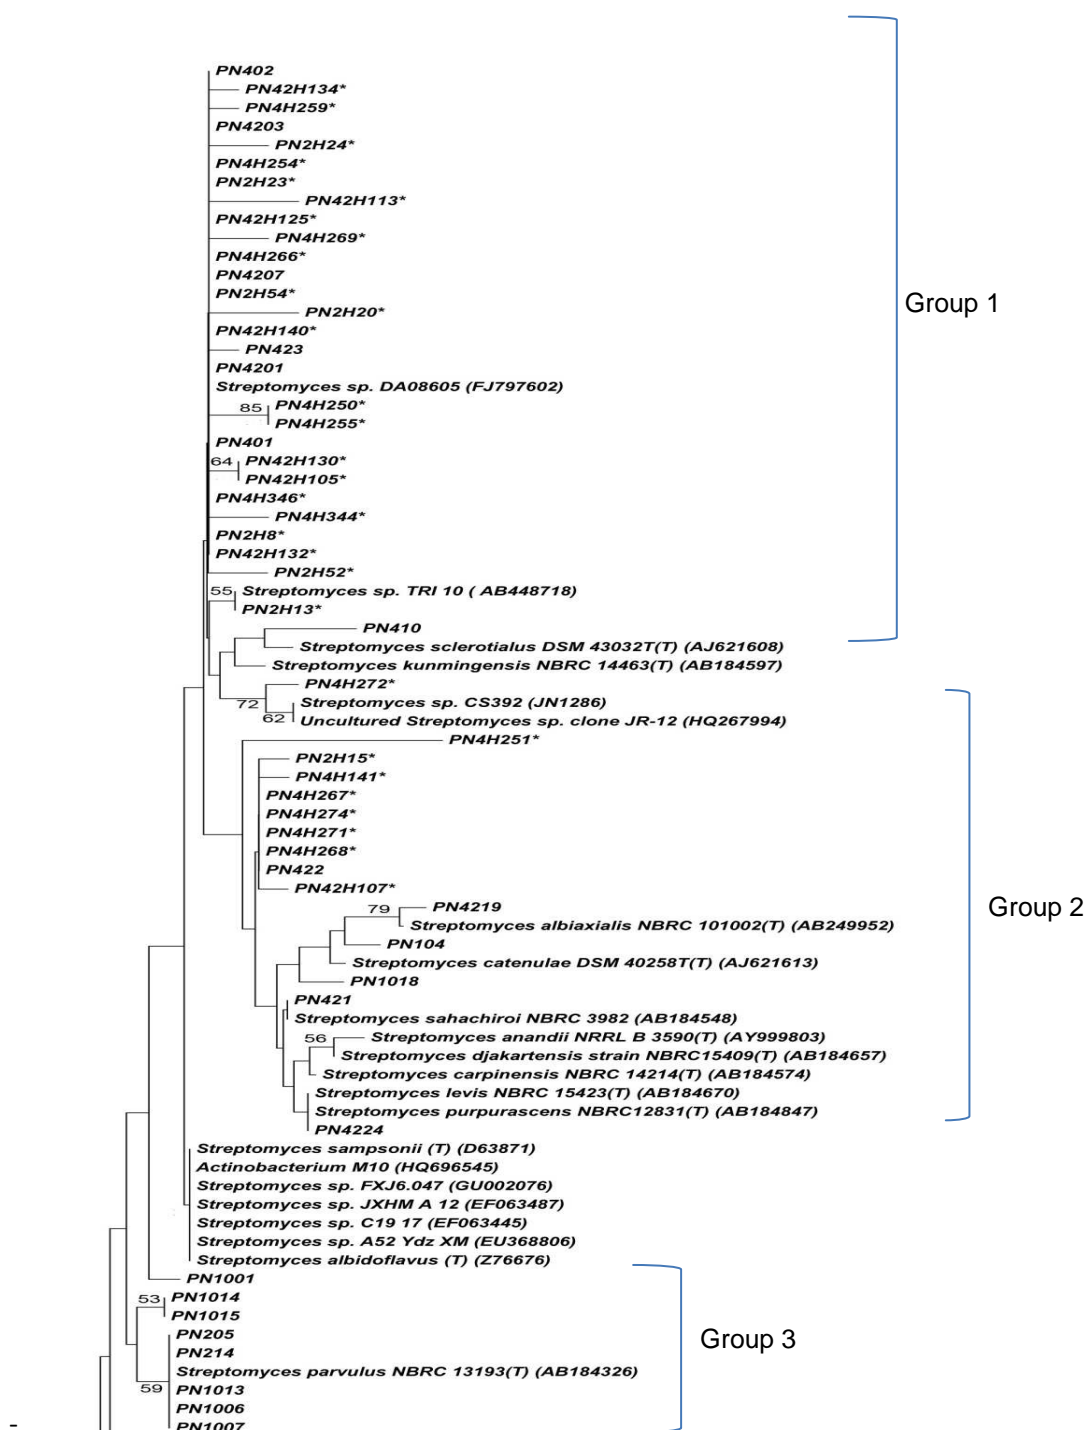 PN402
PN42H134*
PN4H259*
PN4203
PN2H24*
PN4H254*
PN2H23*
PN42H113*
PN42H125*
PN4H269*
PN4H266*
PN4207
PN2H54*
PN2H20*
Group 1
PN42H140*
PN423
PN4201
Streptomyces sp. DA08605 (FJ797602)
85 PN4H250*
PN4H255*
PN401
64 PN42H130*
PN42H105*
PN4H346*
PN4H344*
PN2H8*
PN42H132*
PN2H52*
55 Streptomyces sp. TRI 10 ( AB448718)
PN2H13*
PN410
Streptomyces sclerotialus DSM 43032T(T) (AJ621608)
Streptomyces kunmingensis NBRC 14463(T) (AB184597)
PN4H272*
72 Streptomyces sp. CS392 (JN1286)
62 Uncultured Streptomyces sp. clone JR-12 (HQ267994)
PN4H251*
PN2H15*
PN4H141*
PN4H267*
PN4H274*
PN4H271*
PN4H268*
PN422
PN42H107*
79 PN4219
Group 2
Streptomyces albiaxialis NBRC 101002(T) (AB249952)
PN104
Streptomyces catenulae DSM 40258T(T) (AJ621613)
PN1018
PN421
Streptomyces sahachiroi NBRC 3982 (AB184548)
56 Streptomyces anandii NRRL B 3590(T) (AY999803)
Streptomyces djakartensis strain NBRC15409(T) (AB184657)
Streptomyces carpinensis NBRC 14214(T) (AB184574)
Streptomyces levis NBRC 15423(T) (AB184670)
Streptomyces purpurascens NBRC12831(T) (AB184847)
PN4224
Streptomyces sampsonii (T) (D63871)
Actinobacterium M10 (HQ696545)
Streptomyces sp. FXJ6.047 (GU002076)
Streptomyces sp. JXHM A 12 (EF063487)
Streptomyces sp. C19 17 (EF063445)
Streptomyces sp. A52 Ydz XM (EU368806)
Streptomyces albidoflavus (T) (Z76676)
PN1001
53 PN1014
PN1015
PN205
Group 3
PN214
Streptomyces parvulus NBRC 13193(T) (AB184326)
59 PN1013
PN1006
PN1007
-